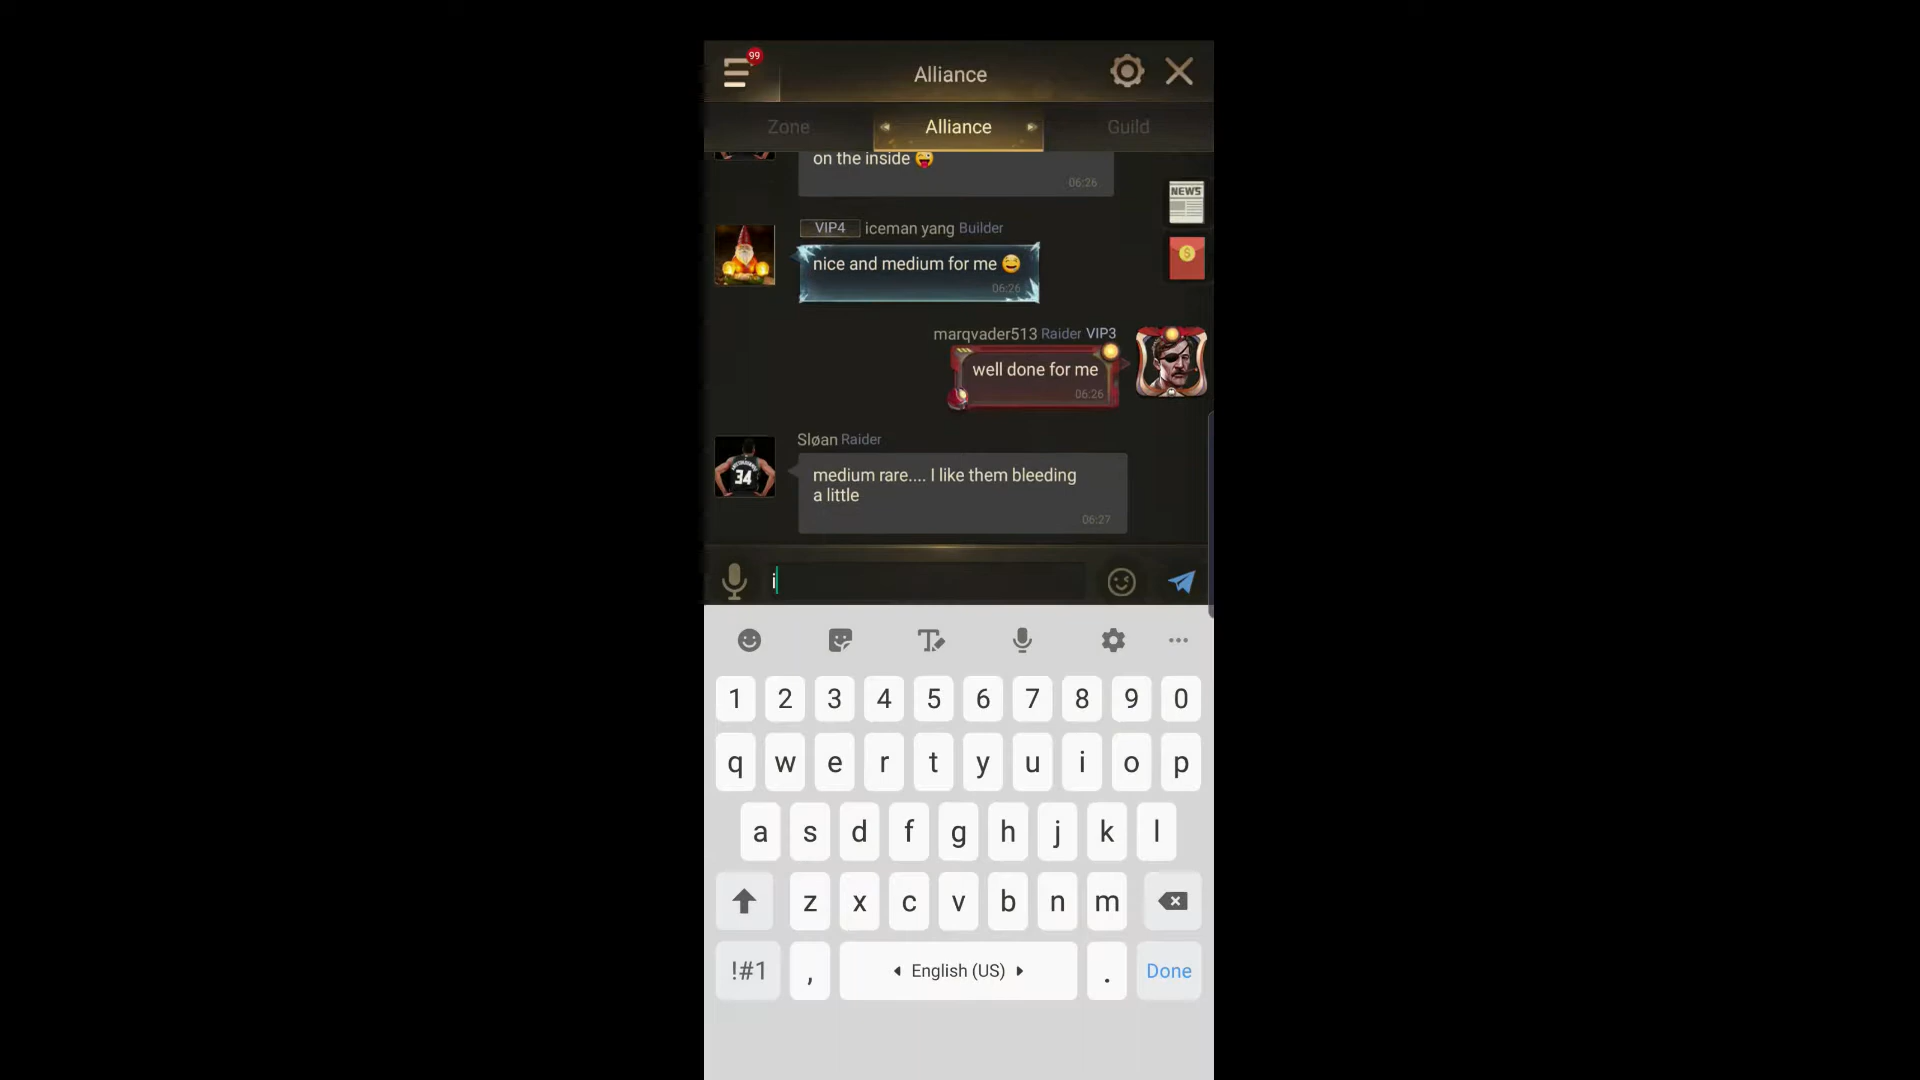 99
Alliance
Zone
Alliance
Guild
on the inside 😜
06:26
NEWS
VIP4 iceman yang Builder
nice and medium for me 😅
06:26
marqvader513 Raider VIP3
well done for me
06:26
Sløan Raider
34
medium rare.... I like them bleeding
a little
06:27
i
1 2 3 4 5 6 7 8 9 0
q w e r t y u i o p
a s d f g h j k l
z x c v b n m
!#1 , English (US) . Done